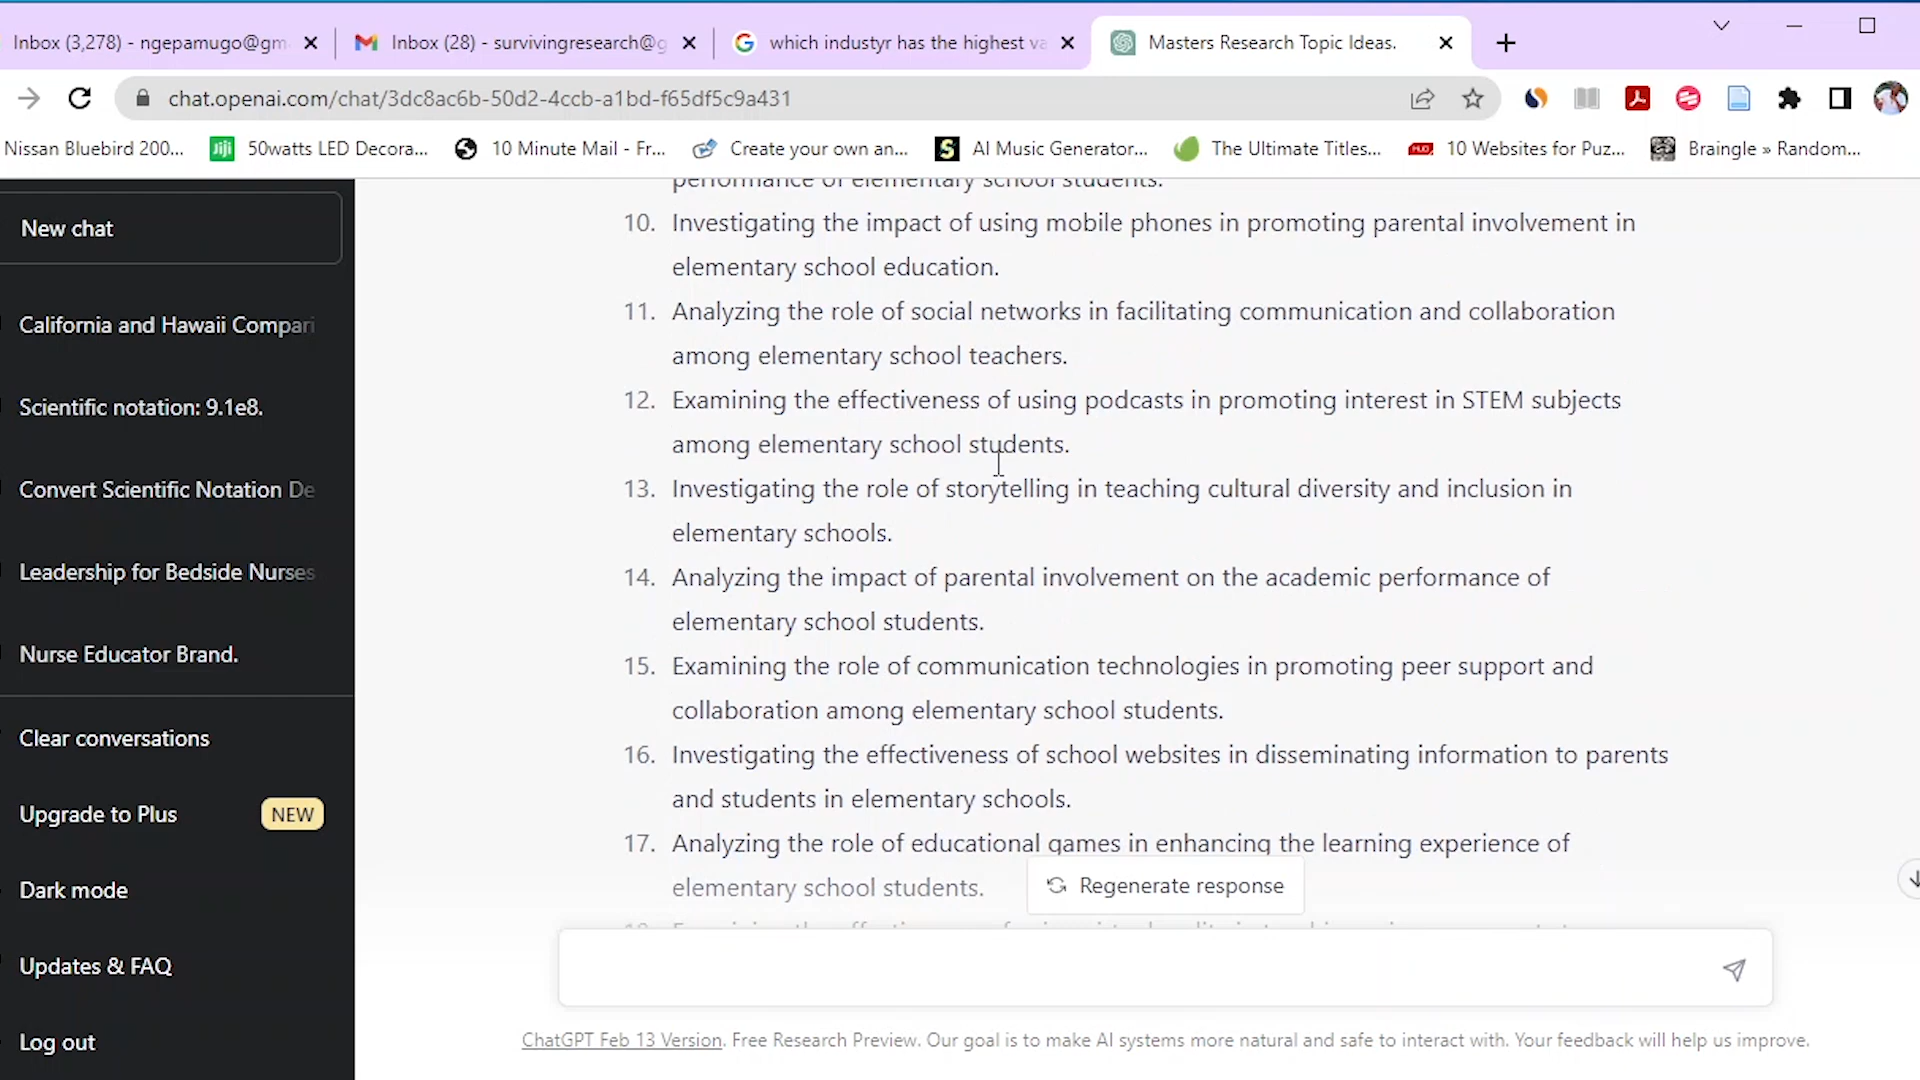 Inbox (3,278) - ngepamugo@gm
Inbox (28) - survivingresearch@g
which industyr has the highest va
Masters Research Topic Ideas.
chat.openai.com/chat/3dc8ac6b-50d2-4ccb-a1bd-f65df5c9a431
Nissan Bluebird 200...
Jiji
50watts LED Decora...
10 Minute Mail - Fr...
Create your own an...
S
AI Music Generator...
The Ultimate Titles...
10 Websites for Puz...
Braingle » Random...
New chat
California and Hawaii Compari
Scientific notation: 9.1e8.
Convert Scientific Notation De
Leadership for Bedside Nurses
Nurse Educator Brand.
Clear conversations
Upgrade to Plus NEW
Dark mode
Updates & FAQ
Log out
performance of elementary school students.
10. Investigating the impact of using mobile phones in promoting parental involvement in
elementary school education.
11. Analyzing the role of social networks in facilitating communication and collaboration
among elementary school teachers.
12. Examining the effectiveness of using podcasts in promoting interest in STEM subjects
among elementary school students.
13. Investigating the role of storytelling in teaching cultural diversity and inclusion in
elementary schools.
14. Analyzing the impact of parental involvement on the academic performance of
elementary school students.
15. Examining the role of communication technologies in promoting peer support and
collaboration among elementary school students.
16. Investigating the effectiveness of school websites in disseminating information to parents
and students in elementary schools.
17. Analyzing the role of educational games in enhancing the learning experience of
elementary school students.
Regenerate response
ChatGPT Feb 13 Version. Free Research Preview. Our goal is to make AI systems more natural and safe to interact with. Your feedback will help us improve.